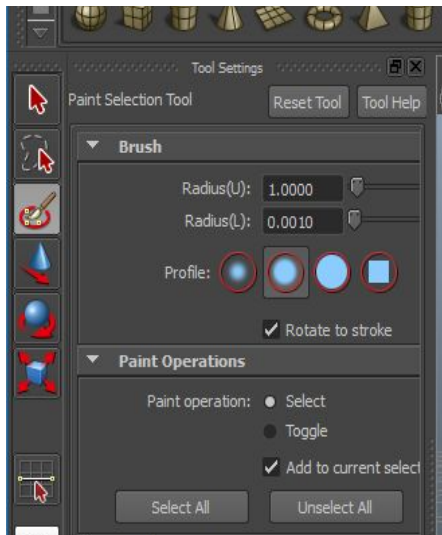 Tool Settings
Paint Selection Tool Reset Tool Tool Help
Brush
Radius(U): 1.0000
Radius(L): 0.0010
Profile:
Rotate to stroke
Paint Operations
Paint operation: Select
Toggle
Add to current select
Select All Unselect All